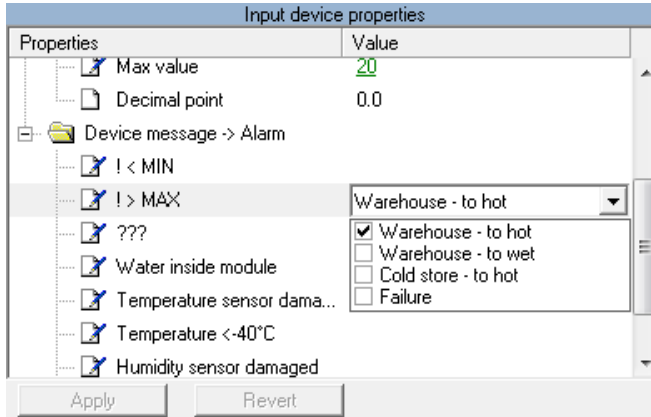 Input device properties
Properties Value
Max value 20
Decimal point 0.0
Device message -> Alarm
! < MIN
! > MAX Warehouse - to hot
Warehouse - to hot
??? Warehouse - to wet
Water inside module Cold store - to hot
Temperature sensor dama... Failure
Temperature <-40°C
Humidity sensor damaged
Apply Revert